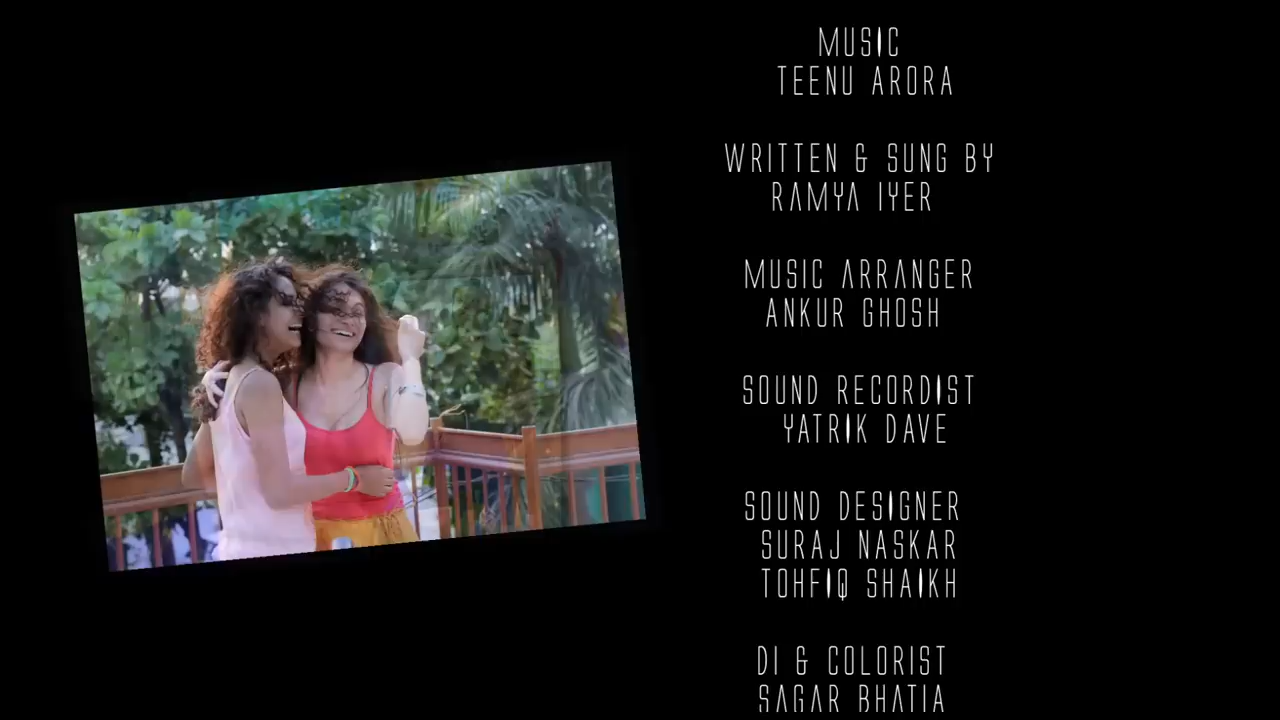 MUSIC
TEENU ARORA
WRITTEN & SUNG BY
RAMYA IYER
MUSIC ARRANGER
ANKUR GHOSH
SOUND RECORDIST
YATRIK DAVE
SOUND DESIGNER
SURAJ NASKAR
TOHFIQ SHAIKH
DI & COLORIST
SAGAR BHATIA